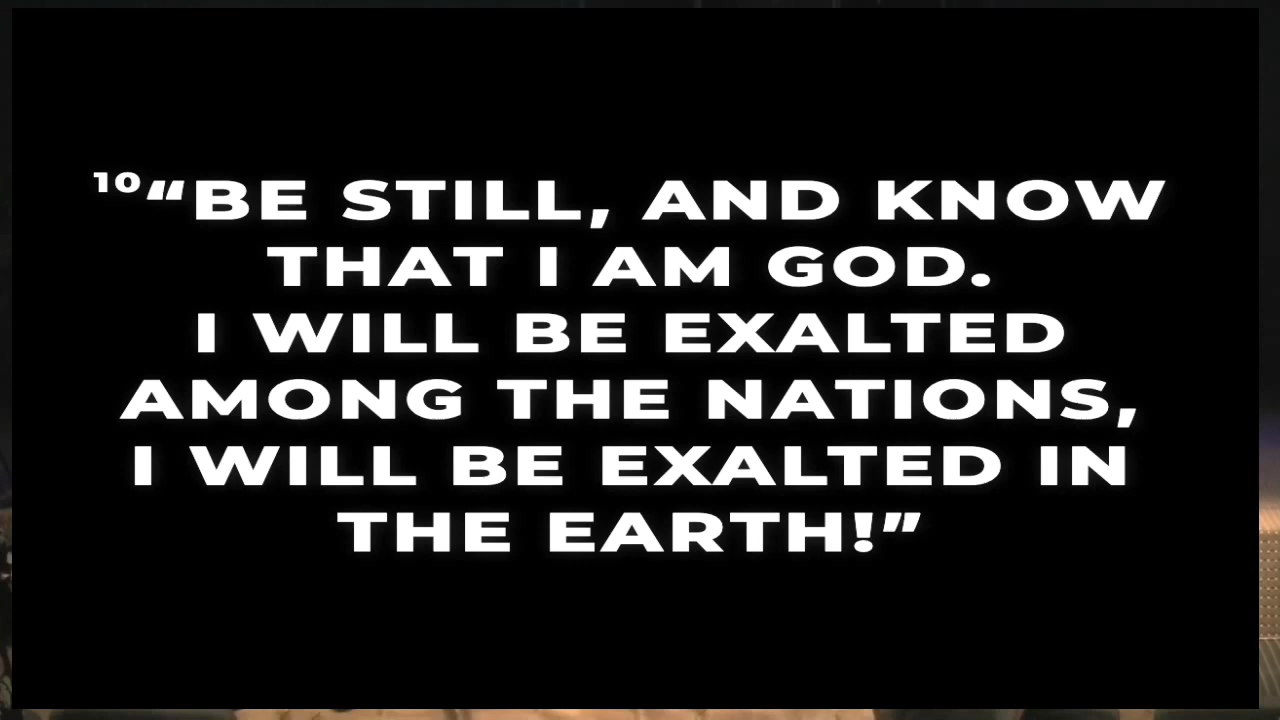 ¹⁰“BE STILL, AND KNOW
THAT I AM GOD.
I WILL BE EXALTED
AMONG THE NATIONS,
I WILL BE EXALTED IN
THE EARTH!”